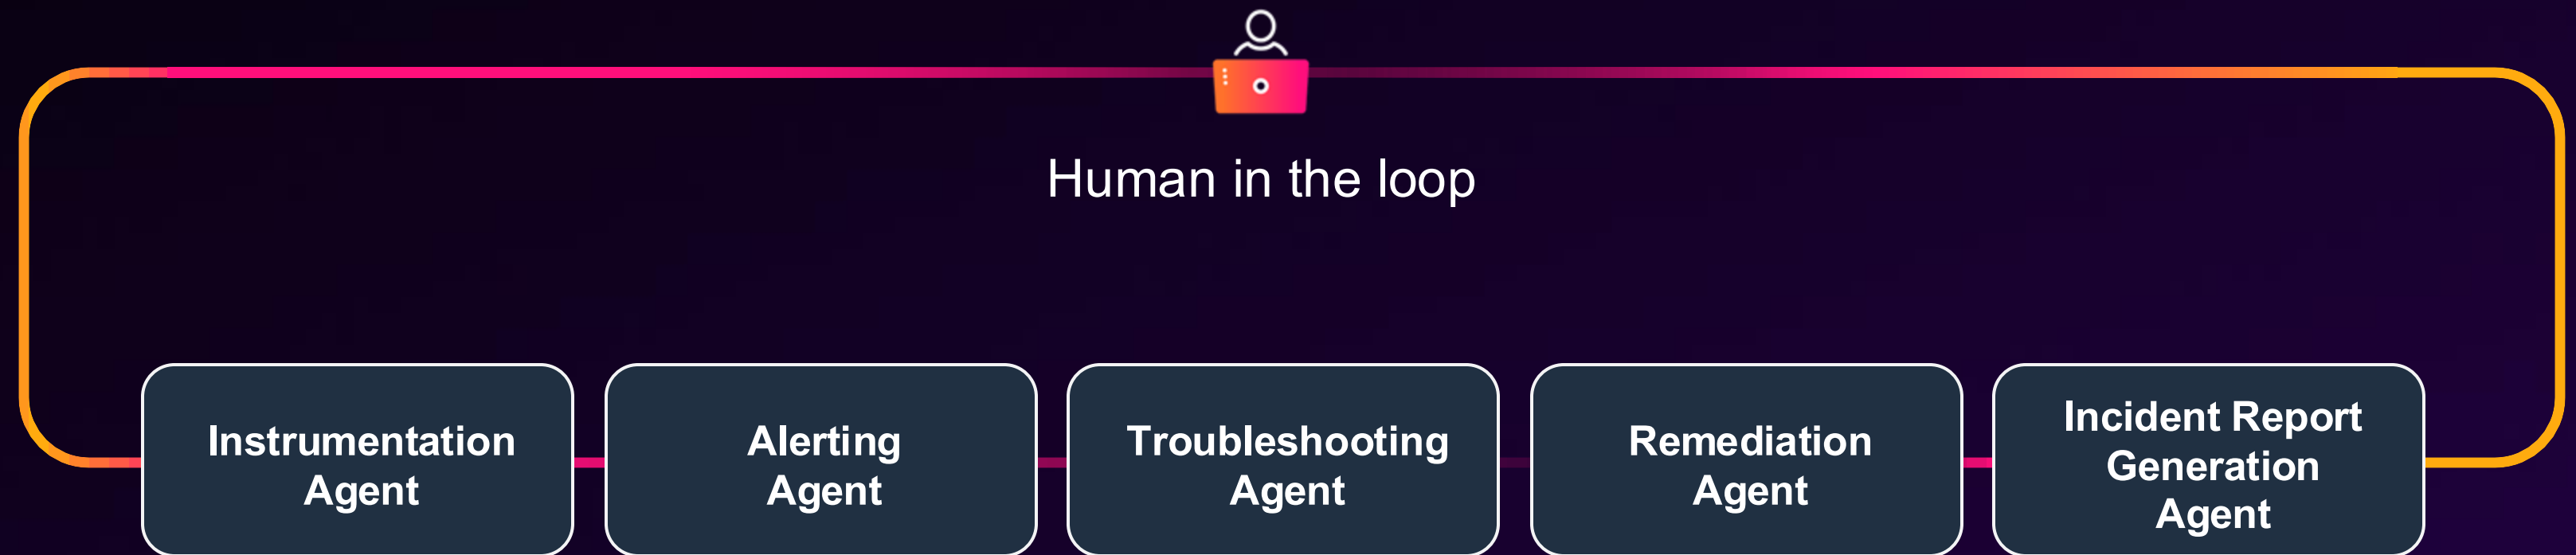 Human in the loop
Instrumentation
Agent
Alerting
Agent
Troubleshooting
Agent
Remediation
Agent
Incident Report
Generation
Agent